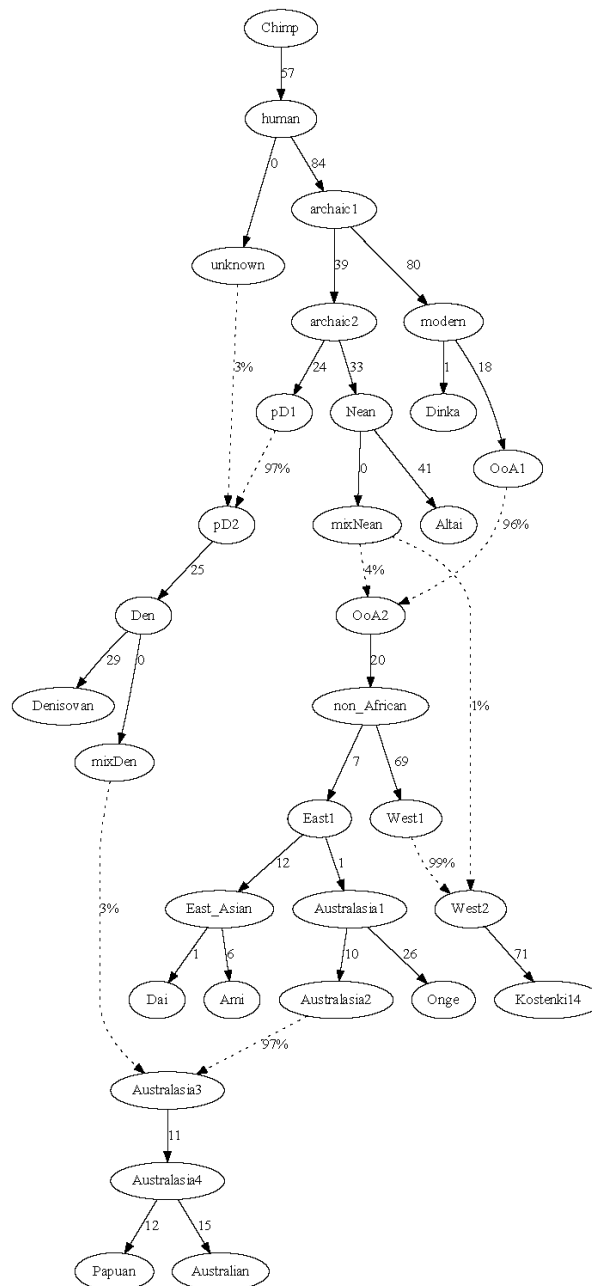 Chimp
57
human
0
84
archaic1
unknown
39
80
archaic2
modern
3%
24
33
1
18
pD1
Nean
Dinka
OoA1
97%
0
41
pD2
mixNean
Altai
96%
25
4%
Den
OoA2
29
0
20
Denisovan
non_African
1%
mixDen
7
69
East1
West1
12
1
99%
3%
East_Asian
Australasia1
West2
1
6
10
26
71
Dai
Ami
Australasia2
Onge
Kostenki14
97%
Australasia3
11
Australasia4
12
15
Papuan
Australian